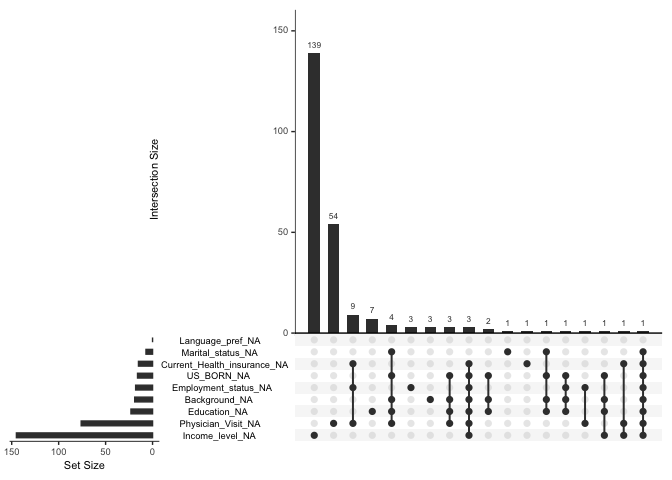 150
100
50
0
Intersection Size
139
54
9
7
4
3
3
3
3
2
1
1
1
1
1
1
1
1
Language_pref_NA
Marital_status_NA
Current_Health_insurance_NA
US_BORN_NA
Employment_status_NA
Background_NA
Education_NA
Physician_Visit_NA
Income_level_NA
150 100 50 0
Set Size